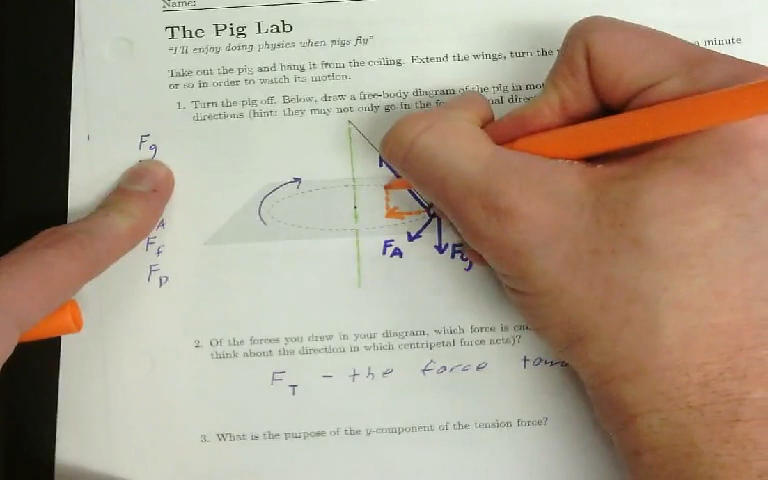 Name:
The Pig Lab
"I'll enjoy doing physics when pigs fly"
Take out the pig and hang it from the ceiling. Extend the wings, turn the a minute
or so in order to watch its motion.
1. Turn the pig off. Below, draw a free-body diagram of the pig in
directions (hint: they may not only go in the
Fg
A
Ff
FD
FA
Fg
2. Of the forces you drew in your diagram, which force is
think about the direction in which centripetal force acts)?
FT - the force
3. What is the purpose of the y-component of the tension force?